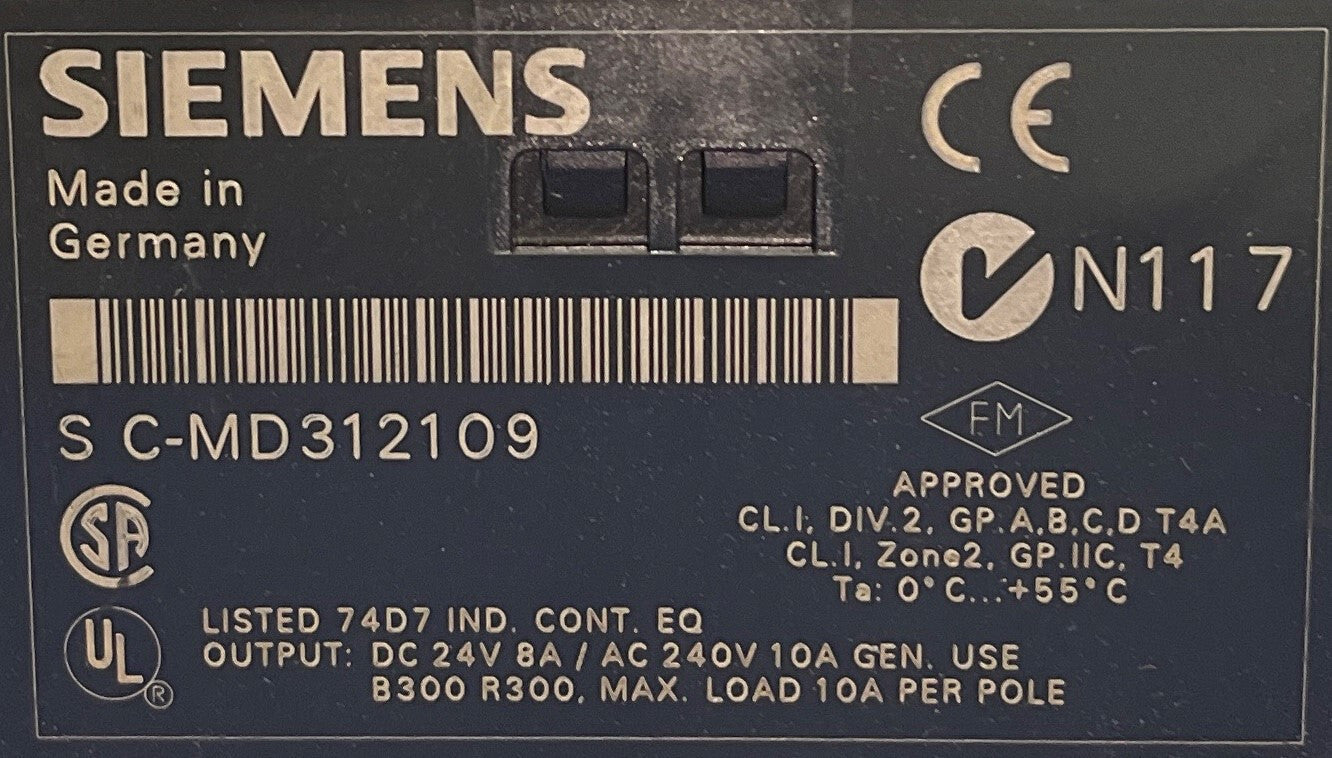 SIEMENS
Made in
Germany
S C-MD312109
CE
N117
FM
APPROVED
CL.I, DIV.2, GP.A,B,C,D T4A
CL.I, Zone2, GP.IIC, T4
Ta: 0°C...+55°C
SA
UL
®
LISTED 74D7 IND. CONT. EQ
OUTPUT: DC 24V 8A / AC 240V 10A GEN. USE
B300 R300, MAX. LOAD 10A PER POLE